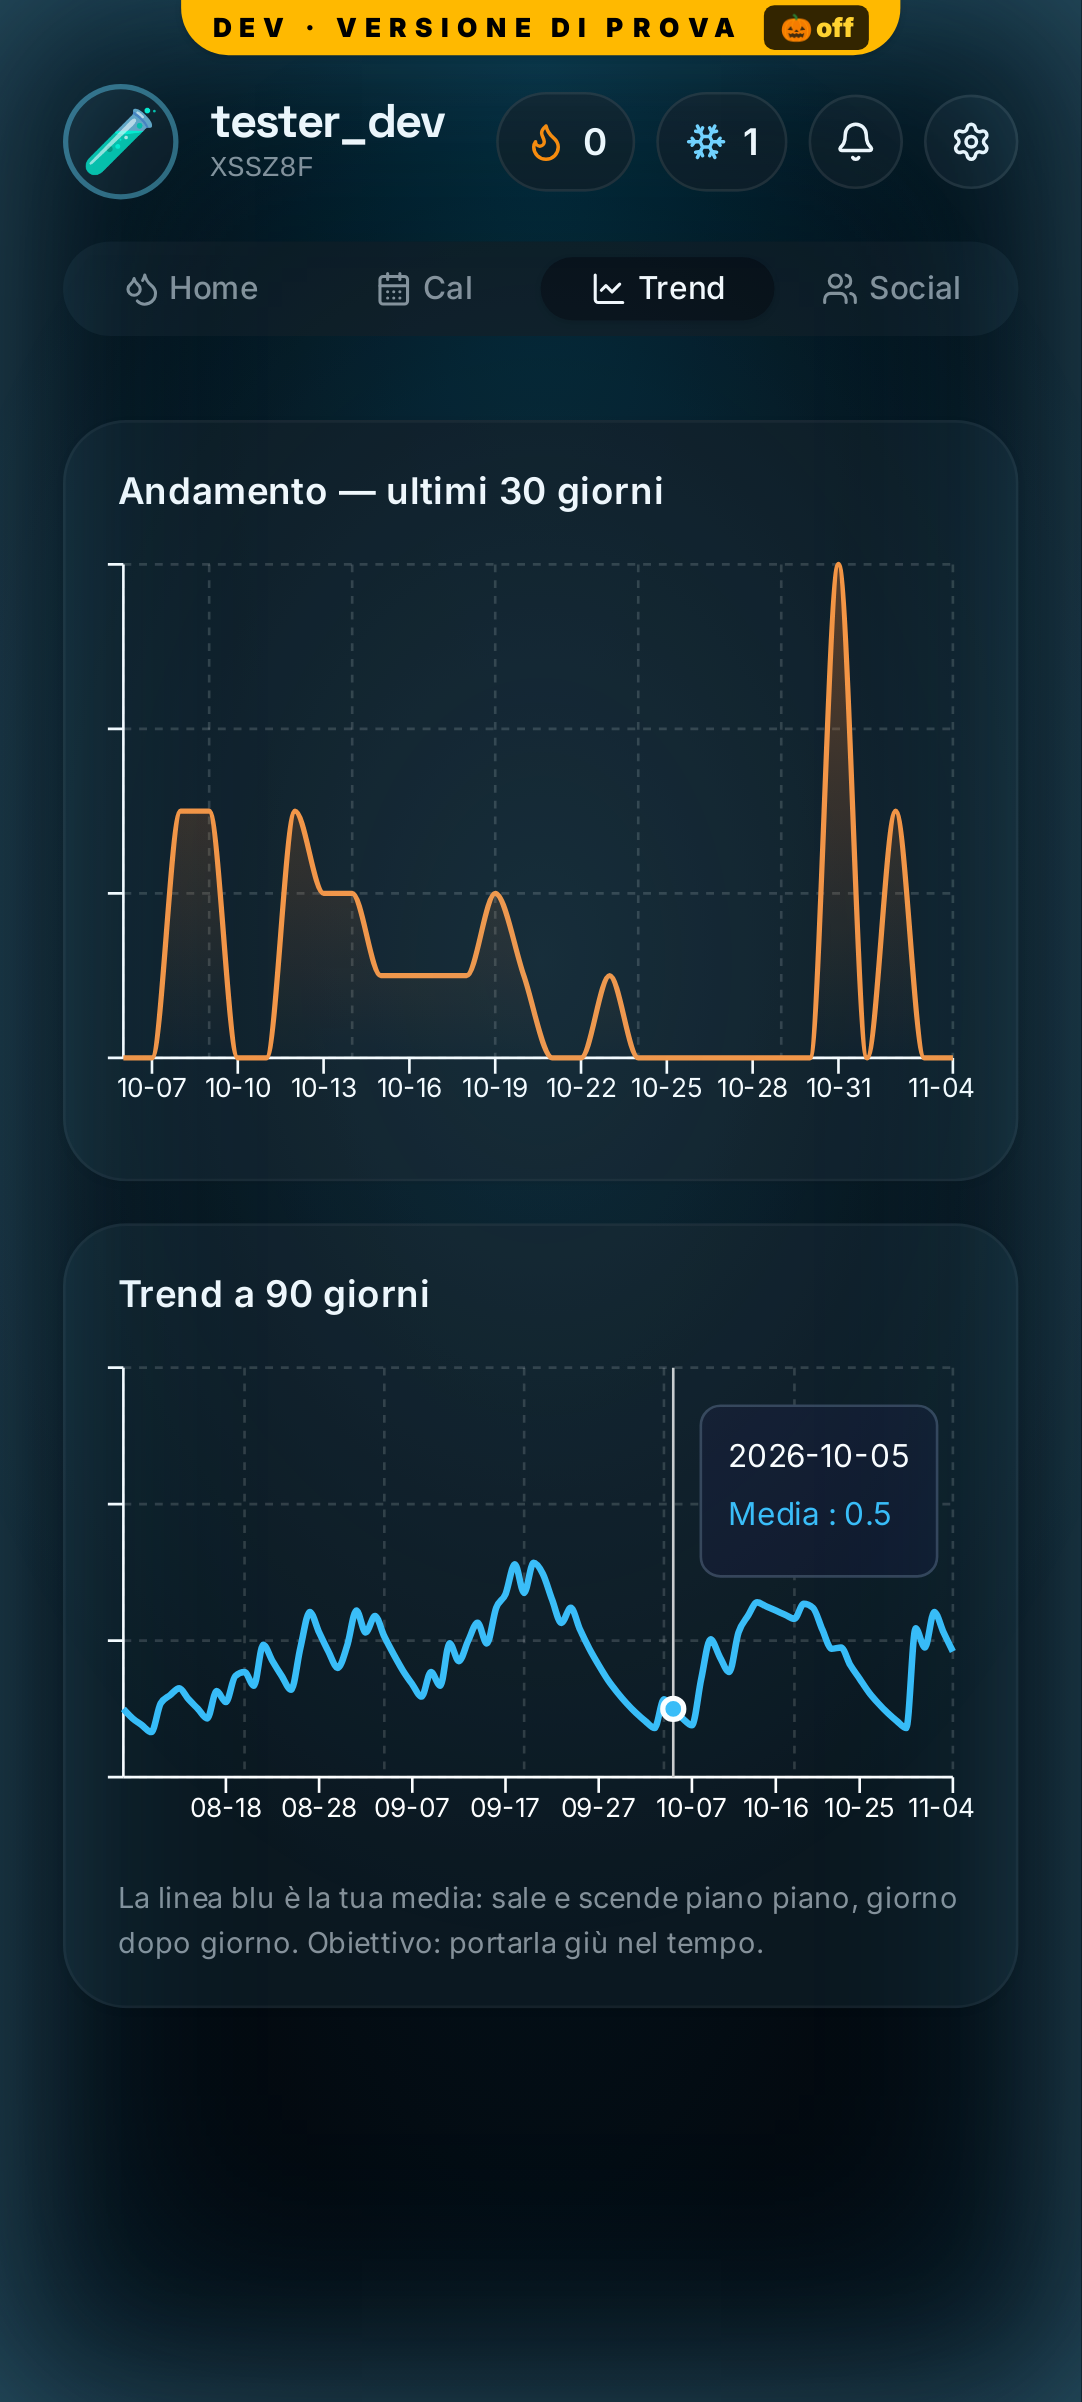 DEV · VERSIONE DI PROVA 🎃 off
tester_dev
XSSZ8F
0
1
Home Cal Trend Social
Andamento — ultimi 30 giorni
10-07 10-10 10-13 10-16 10-19 10-22 10-25 10-28 10-31 11-04
Trend a 90 giorni
2026-10-05
Media : 0.5
08-18 08-28 09-07 09-17 09-27 10-07 10-16 10-25 11-04
La linea blu è la tua media: sale e scende piano piano, giorno
dopo giorno. Obiettivo: portarla giù nel tempo.